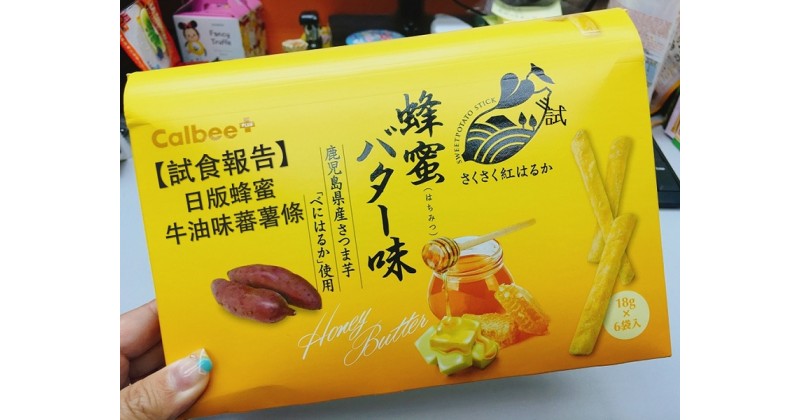 Fancy
Truffe
Calbee+
【試食報告】
日版蜂蜜
牛油味蕃薯條
蜂蜜バター味
(はちみつ)
鹿児島県産さつま芋
「べにはるか」使用
SWEETPOTATO STICK
試
さくさく紅はるか
Honey
Butter
18g
×
6袋入